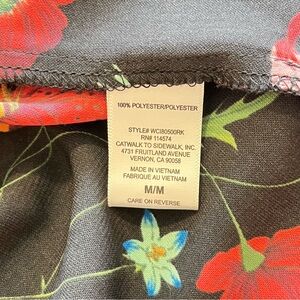 100% POLYESTER/POLYESTER
STYLE# WCI80500RK
RN# 114574
CATWALK TO SIDEWALK, INC.
4731 FRUITLAND AVENUE
VERNON, CA 90058
MADE IN VIETNAM
FABRIQUE AU VIETNAM
M/M
CARE ON REVERSE